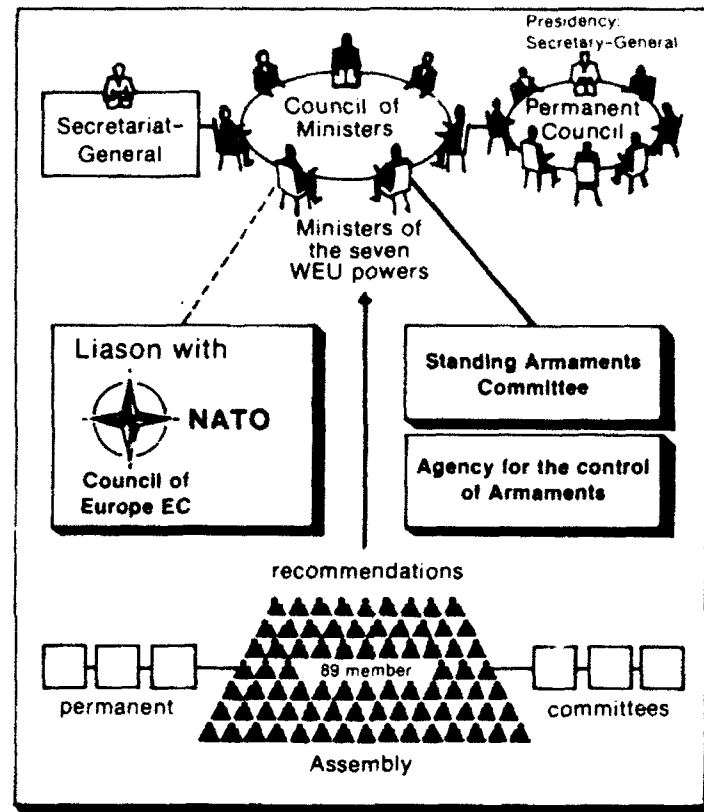 Presidency:
Secretary-General
Secretariat-
General
Council of
Ministers
Permanent
Council
Ministers of
the seven
WEU powers
Liason with
NATO
Council of
Europe EC
Standing Armaments
Committee
Agency for the control
of Armaments
recommendations
89 member
permanent
committees
Assembly